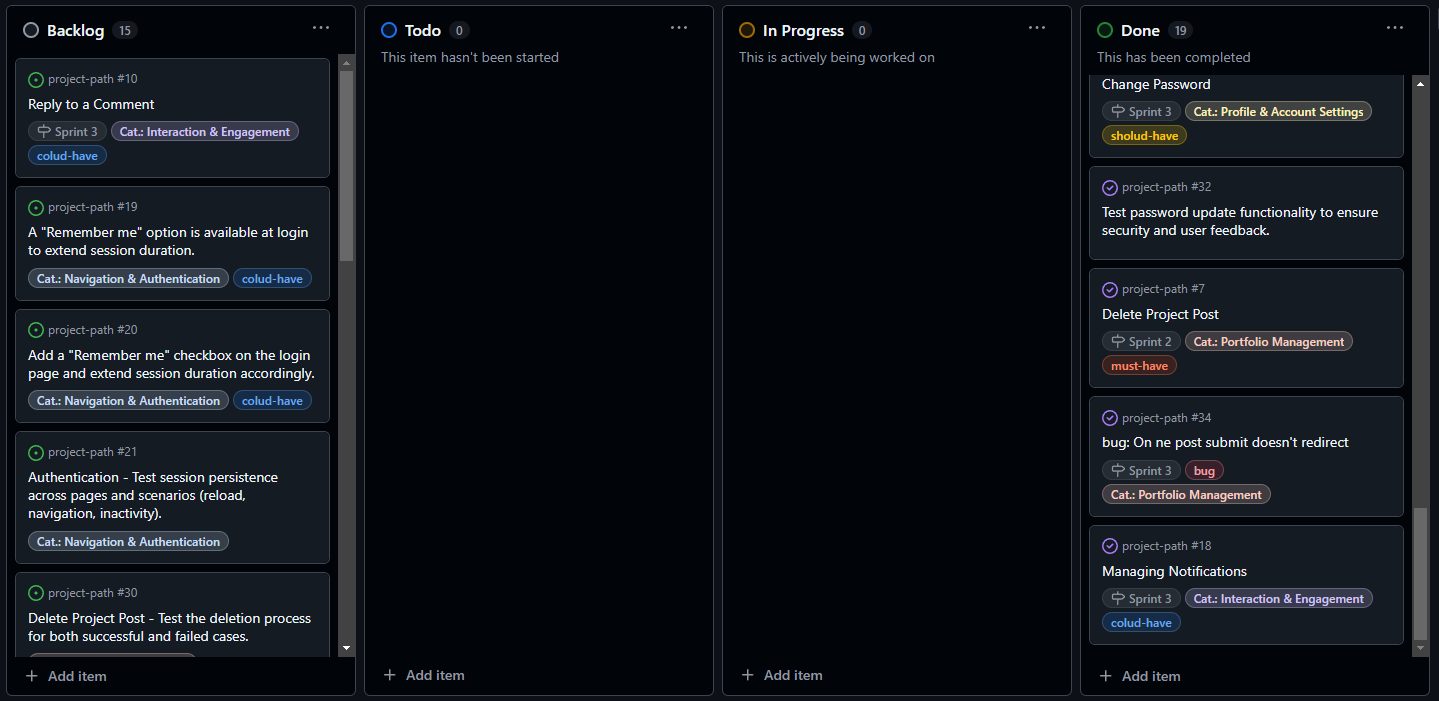 Backlog 15
project-path #10
Reply to a Comment
Sprint 3 Cat.: Interaction & Engagement
colud-have
project-path #19
A "Remember me" option is available at login
to extend session duration.
Cat.: Navigation & Authentication colud-have
project-path #20
Add a "Remember me" checkbox on the login
page and extend session duration accordingly.
Cat.: Navigation & Authentication colud-have
project-path #21
Authentication - Test session persistence
across pages and scenarios (reload,
navigation, inactivity).
Cat.: Navigation & Authentication
project-path #30
Delete Project Post - Test the deletion process
for both successful and failed cases.
Add item
Todo 0
This item hasn't been started
Add item
In Progress 0
This is actively being worked on
Add item
Done 19
This has been completed
Change Password
Sprint 3 Cat.: Profile & Account Settings
sholud-have
project-path #32
Test password update functionality to ensure
security and user feedback.
project-path #7
Delete Project Post
Sprint 2 Cat.: Portfolio Management
must-have
project-path #34
bug: On ne post submit doesn't redirect
Sprint 3 bug
Cat.: Portfolio Management
project-path #18
Managing Notifications
Sprint 3 Cat.: Interaction & Engagement
colud-have
Add item